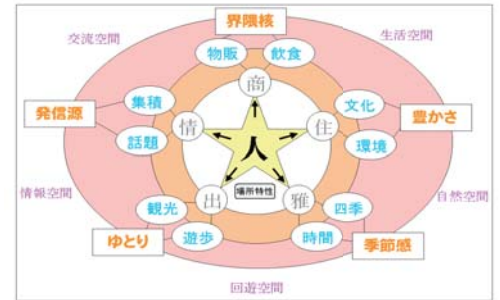 界隈核
交流空間
生活空間
物販
飲食
商
発信源
集積
文化
豊かさ
情
住
話題
人
環境
情報空間
場所特性
自然空間
観光
出
雅
四季
ゆとり
遊歩
時間
季節感
回遊空間